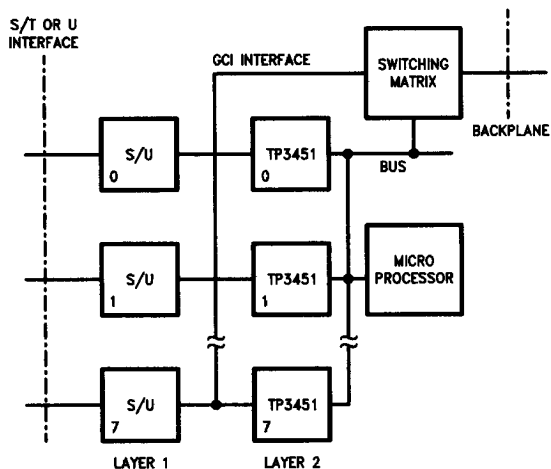 S/T OR U
INTERFACE
GCI INTERFACE
SWITCHING
MATRIX
BACKPLANE
S/U
0
TP3451
0
BUS
S/U
1
TP3451
1
MICRO
PROCESSOR
S/U
7
TP3451
7
LAYER 1
LAYER 2